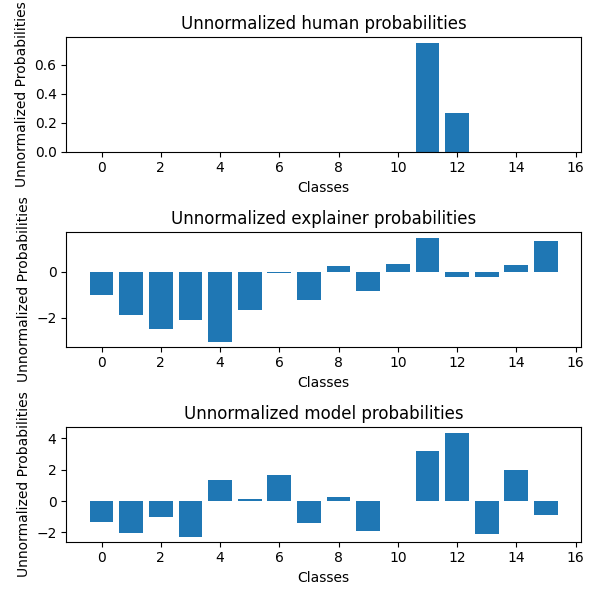 Unnormalized human probabilities
Unnormalized Probabilities
0.6
0.4
0.2
0.0
0 2 4 6 8 10 12 14 16
Classes
Unnormalized explainer probabilities
Unnormalized Probabilities
0
−2
0 2 4 6 8 10 12 14 16
Classes
Unnormalized model probabilities
Unnormalized Probabilities
4
2
0
−2
0 2 4 6 8 10 12 14 16
Classes